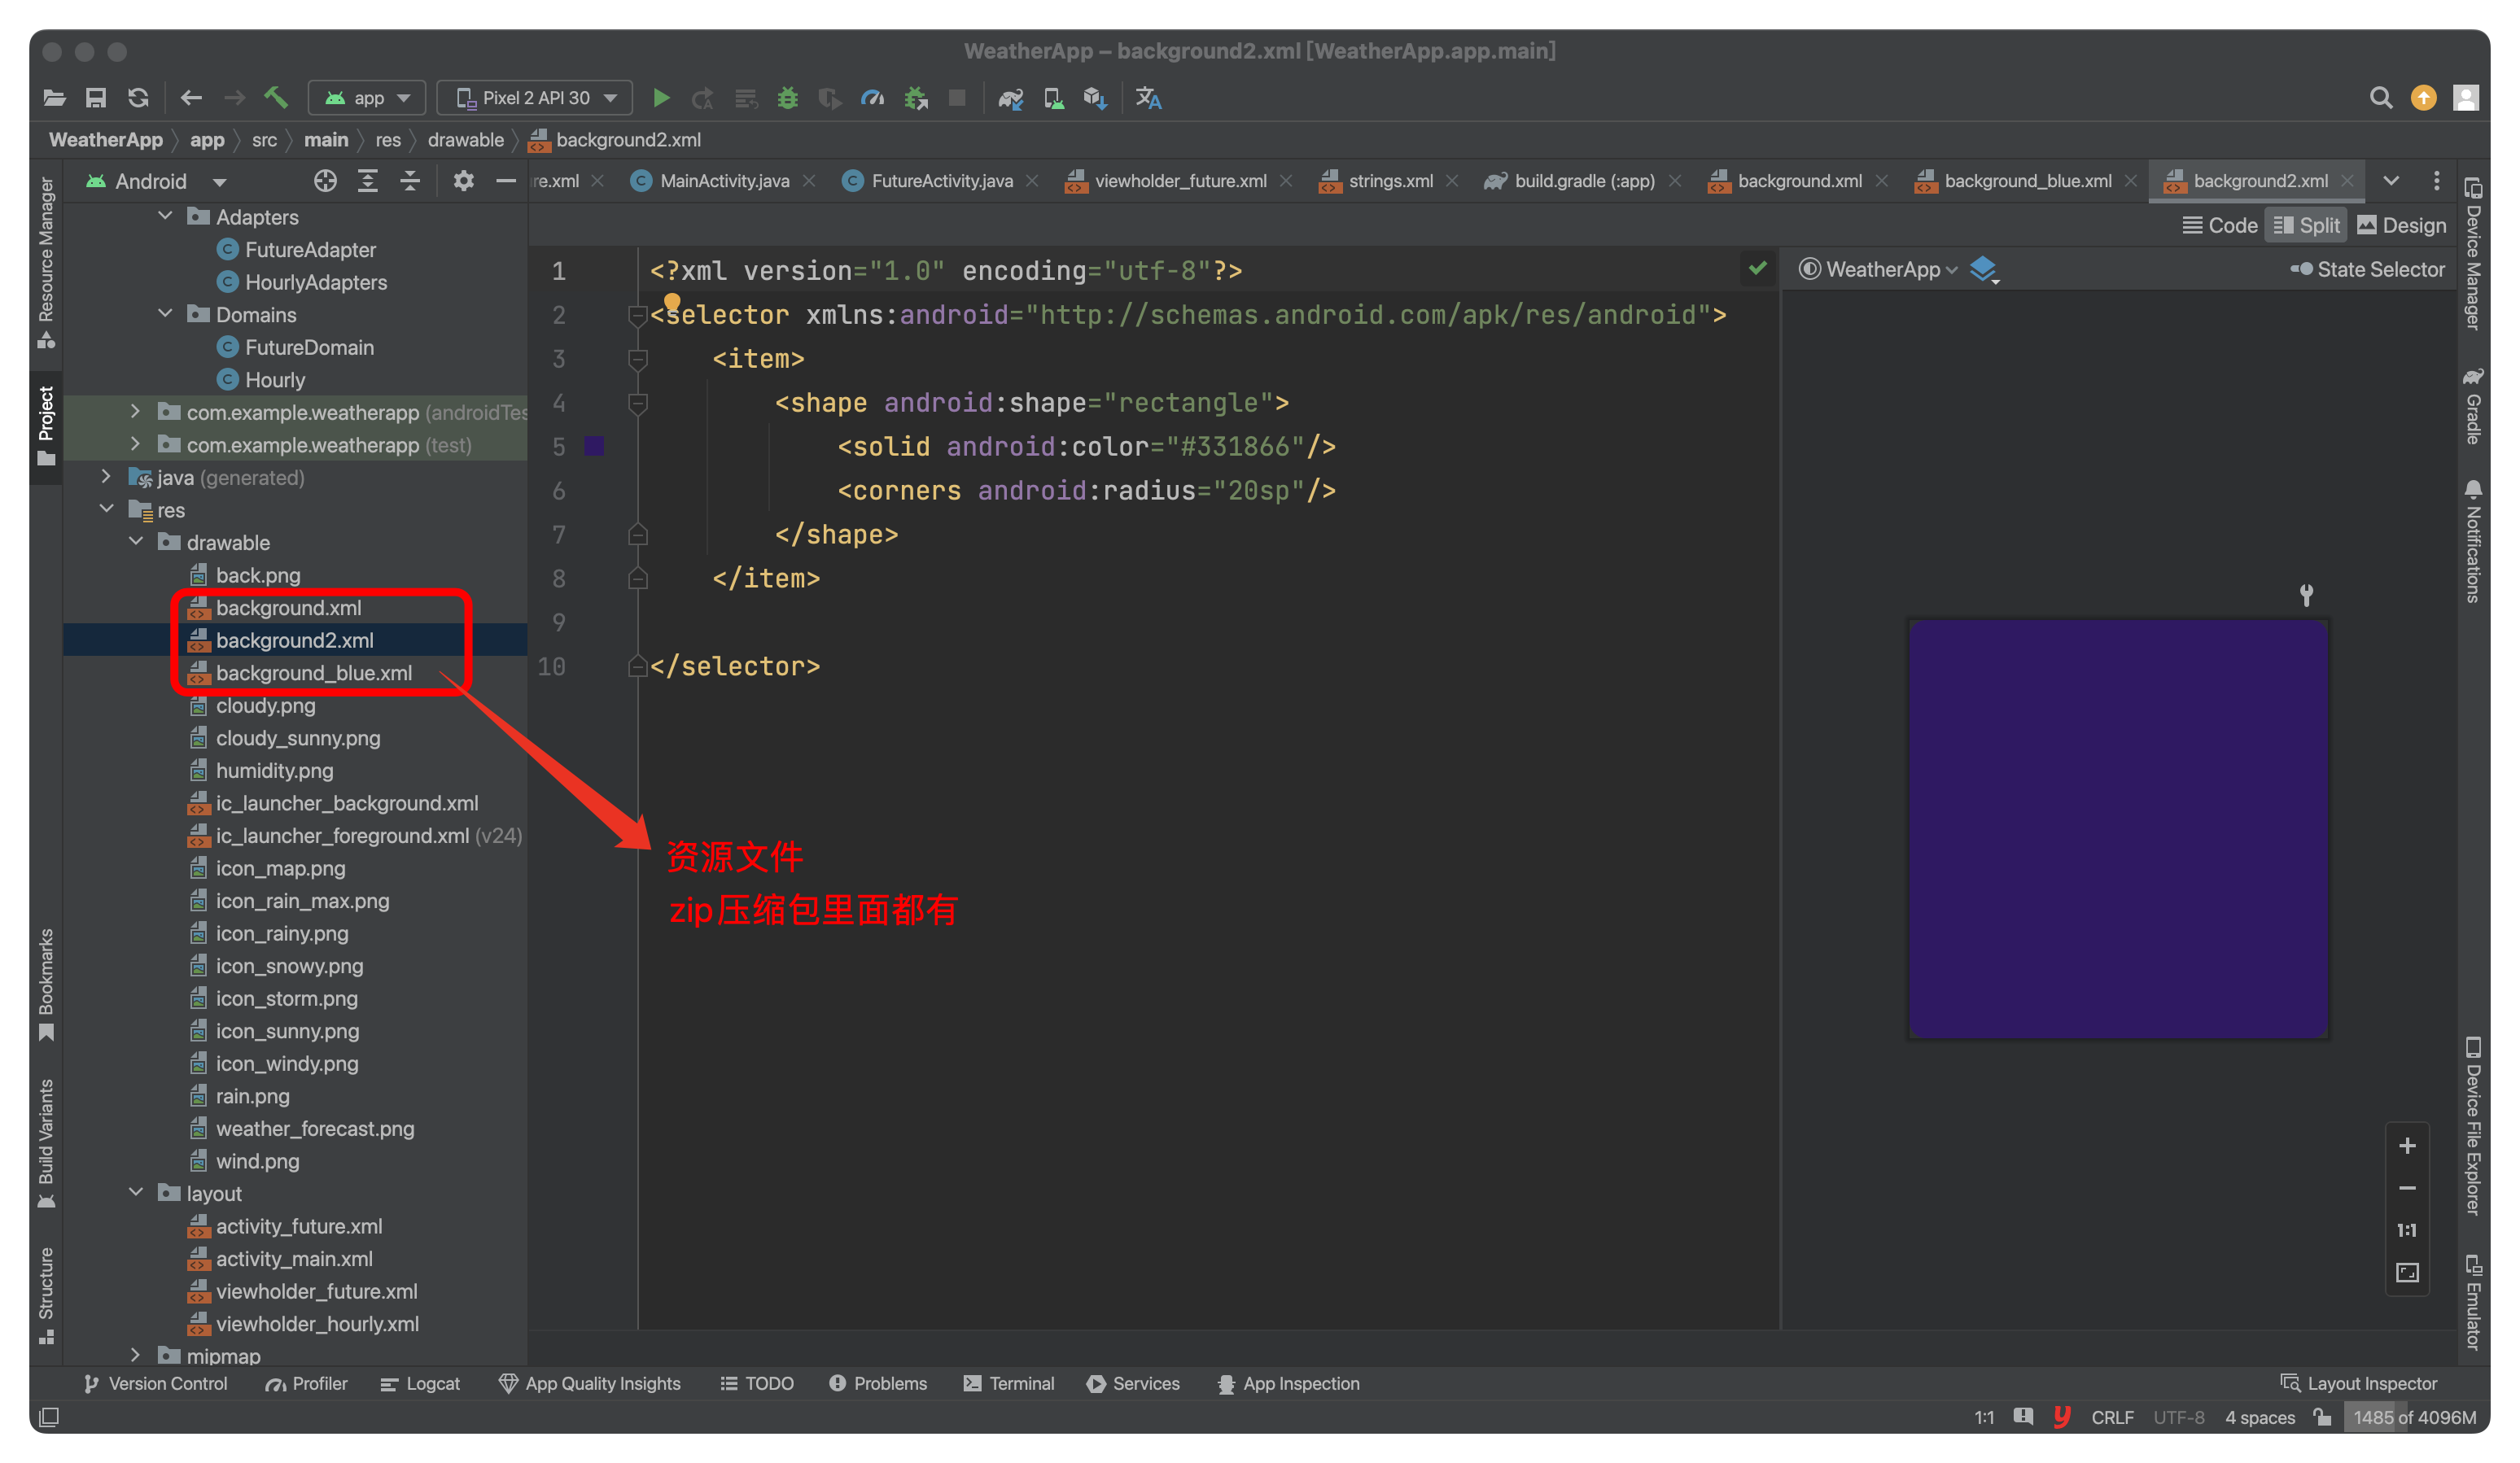 WeatherApp – background2.xml [WeatherApp.app.main]
app
Pixel 2 API 30
WeatherApp
app
src
main
res
drawable
background2.xml
Android
re.xml
MainActivity.java
FutureActivity.java
viewholder_future.xml
strings.xml
build.gradle (:app)
background.xml
background_blue.xml
background2.xml
Code
Split
Design
Resource Manager
Project
Bookmarks
Build Variants
Structure
Adapters
FutureAdapter
HourlyAdapters
Domains
FutureDomain
Hourly
com.example.weatherapp (androidTes
com.example.weatherapp (test)
java (generated)
res
drawable
back.png
background.xml
background2.xml
background_blue.xml
cloudy.png
cloudy_sunny.png
humidity.png
ic_launcher_background.xml
ic_launcher_foreground.xml (v24)
icon_map.png
icon_rain_max.png
icon_rainy.png
icon_snowy.png
icon_storm.png
icon_sunny.png
icon_windy.png
rain.png
weather_forecast.png
wind.png
layout
activity_future.xml
activity_main.xml
viewholder_future.xml
viewholder_hourly.xml
mipmap
1 <?xml version="1.0" encoding="utf-8"?>
2 <selector xmlns:android="http://schemas.android.com/apk/res/android">
3 <item>
4 <shape android:shape="rectangle">
5 <solid android:color="#331866"/>
6 <corners android:radius="20sp"/>
7 </shape>
8 </item>
9
10 </selector>
资源文件
zip压缩包里面都有
WeatherApp
State Selector
1:1
Device Manager
Gradle
Notifications
Device File Explorer
Emulator
Version Control
Profiler
Logcat
App Quality Insights
TODO
Problems
Terminal
Services
App Inspection
Layout Inspector
1:1
CRLF
UTF-8
4 spaces
1485 of 4096M